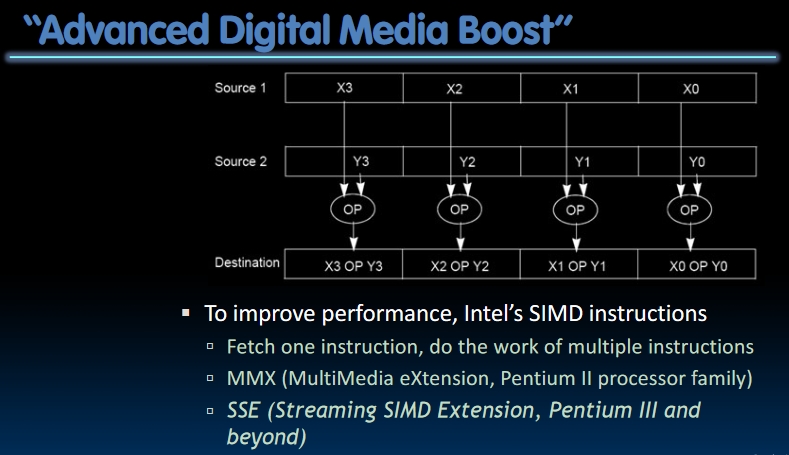 “Advanced Digital Media Boost”
Source 1 X3 X2 X1 X0
Source 2 Y3 Y2 Y1 Y0
OP OP OP OP
Destination X3 OP Y3 X2 OP Y2 X1 OP Y1 X0 OP Y0
▪ To improve performance, Intel’s SIMD instructions
▫ Fetch one instruction, do the work of multiple instructions
▫ MMX (MultiMedia eXtension, Pentium II processor family)
▫ SSE (Streaming SIMD Extension, Pentium III and
beyond)